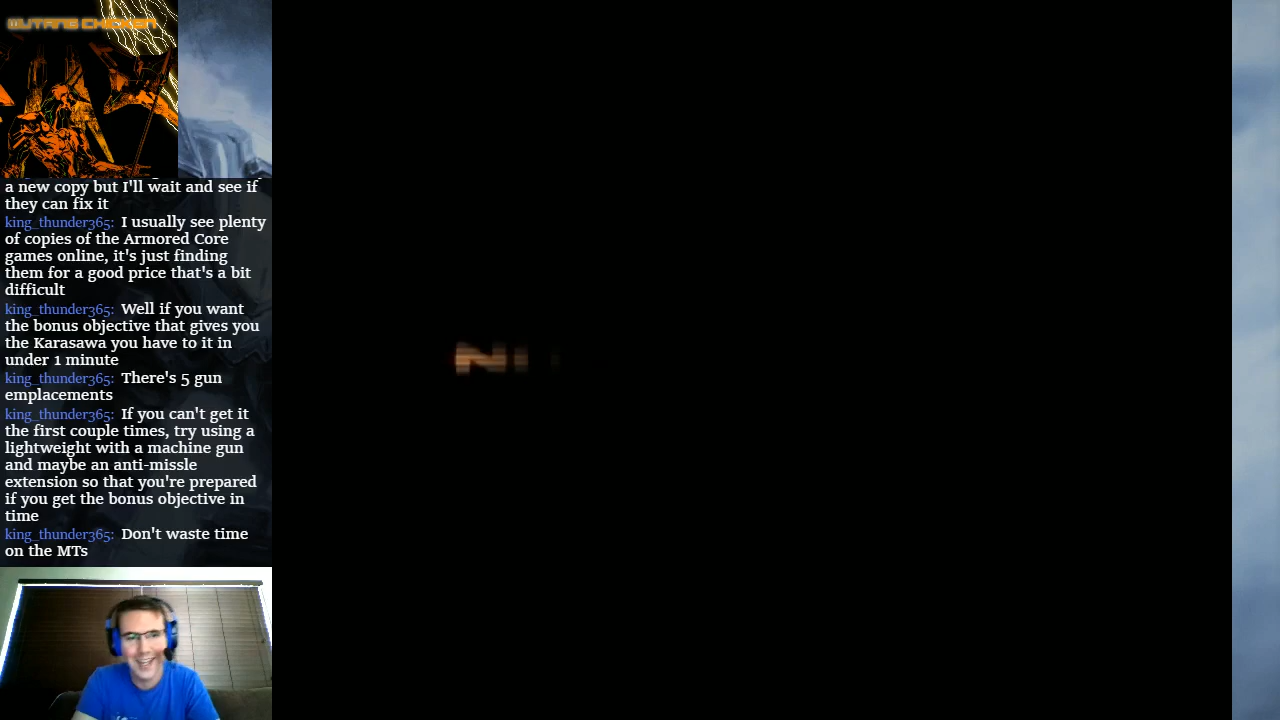 WUTANG CHICKEN
a new copy but I'll wait and see if
they can fix it
king_thunder365: I usually see plenty
of copies of the Armored Core
games online, it's just finding
them for a good price that's a bit
difficult
king_thunder365: Well if you want
the bonus objective that gives you
the Karasawa you have to it in
under 1 minute
king_thunder365: There's 5 gun
emplacements
king_thunder365: If you can't get it
the first couple times, try using a
lightweight with a machine gun
and maybe an anti-missle
extension so that you're prepared
if you get the bonus objective in
time
king_thunder365: Don't waste time
on the MTs
NI